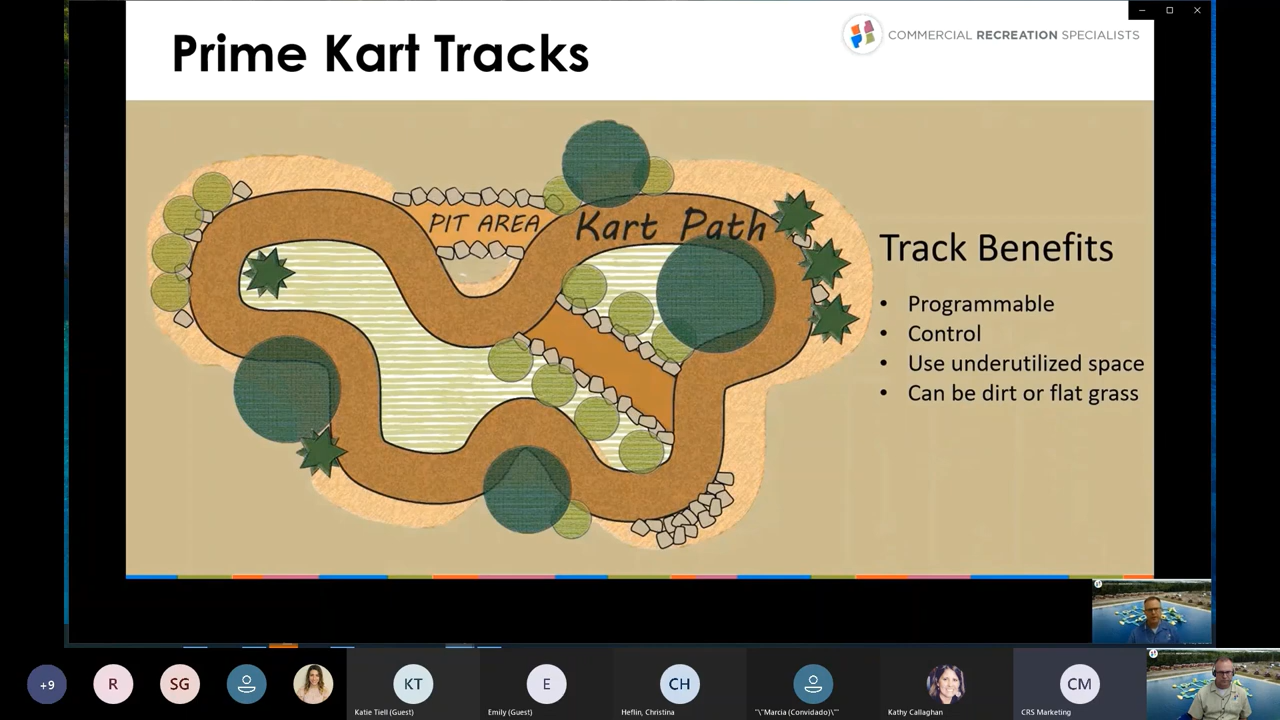 Prime Kart Tracks
COMMERCIAL RECREATION SPECIALISTS
PIT AREA
Kart Path
Track Benefits
• Programmable
• Control
• Use underutilized space
• Can be dirt or flat grass
+9
R
SG
KT
E
CH
CM
Katie Tiell (Guest)
Emily (Guest)
Heflin, Christina
"\"Marcia (Convidado)\""
Kathy Callaghan
CRS Marketing